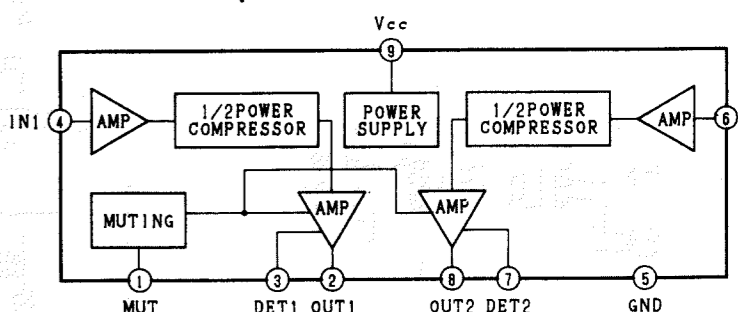 Vcc
9
IN1 4 AMP 1/2POWER COMPRESSOR
POWER SUPPLY
1/2POWER COMPRESSOR
AMP 6
MUTING
AMP
AMP
1 3 2 8 7 5
MUT DET1 OUT1 OUT2 DET2 GND